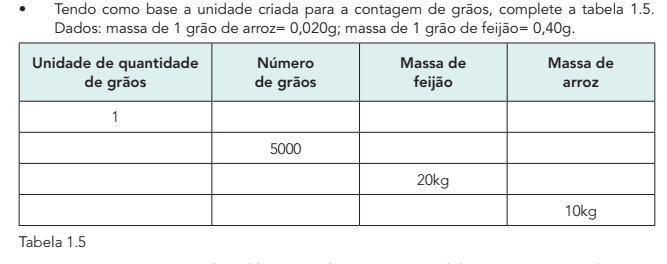 • Tendo como base a unidade criada para a contagem de grãos, complete a tabela 1.5.
Dados: massa de 1 grão de arroz= 0,020g; massa de 1 grão de feijão= 0,40g.
Unidade de quantidade de grãos Número de grãos Massa de feijão Massa de arroz
1
5000
20kg
10kg
Tabela 1.5